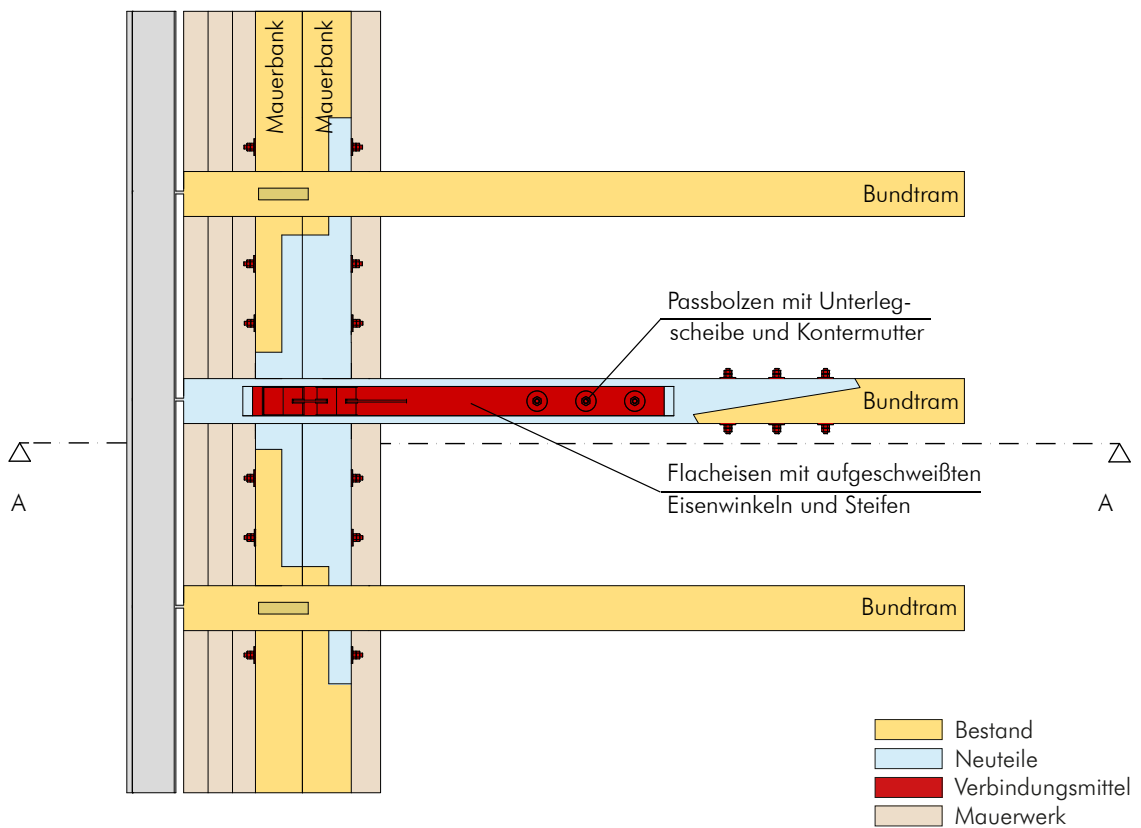 Mauerbank
Mauerbank
Bundtram
Passbolzen mit Unterleg-
scheibe und Kontermutter
Bundtram
A
A
Flacheisen mit aufgeschweißten
Eisenwinkeln und Steifen
Bundtram
Bestand
Neuteile
Verbindungsmittel
Mauerwerk